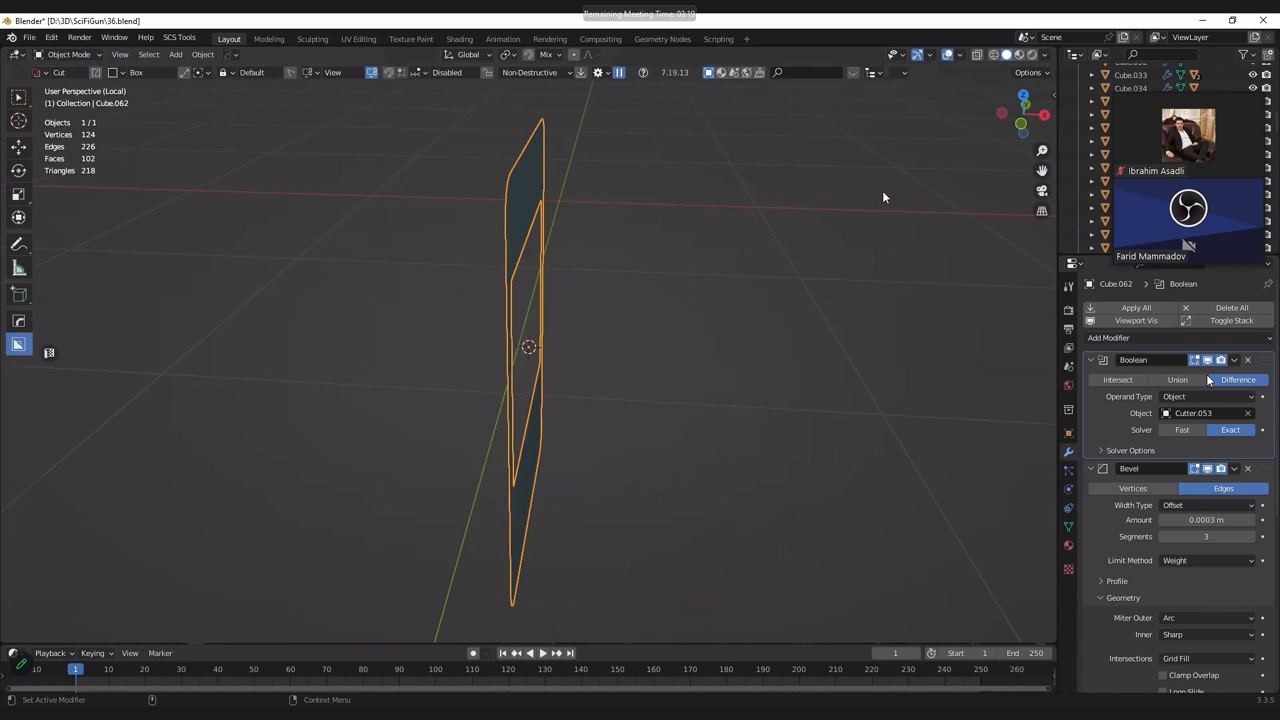 Remaining Meeting Time: 03:19
Blender* [D:\3D\SciFiGun\36.blend]
File Edit Render Window Help SCS Tools Layout Modeling Sculpting UV Editing Texture Paint Shading Animation Rendering Compositing Geometry Nodes Scripting + Scene ViewLayer
Object Mode View Select Add Object Global Mix
Cut Box Default View Disabled Non-Destructive 7.19.13 Options
User Perspective (Local)
(1) Collection | Cube.062
Objects 1 / 1
Vertices 124
Edges 226
Faces 102
Triangles 218
Z
Y
X
Cube.033
Cube.034
Ibrahim Asadli
Farid Mammadov
Cube.062 Boolean
Apply All Delete All
Viewport Vis Toggle Stack
Add Modifier
Boolean
Intersect Union Difference
Operand Type Object
Object Cutter.053
Solver Fast Exact
Solver Options
Bevel
Vertices Edges
Width Type Offset
Amount 0.0003 m
Segments 3
Limit Method Weight
Profile
Geometry
Miter Outer Arc
Inner Sharp
Intersections Grid Fill
Clamp Overlap
Loop Slide
Playback Keying View Marker 1 Start 1 End 250
10 1 10 20 30 40 50 60 70 80 90 100 110 120 130 140 150 160 170 180 190 200 210 220 230 240 250 260
Set Active Modifier Context Menu 3.3.5